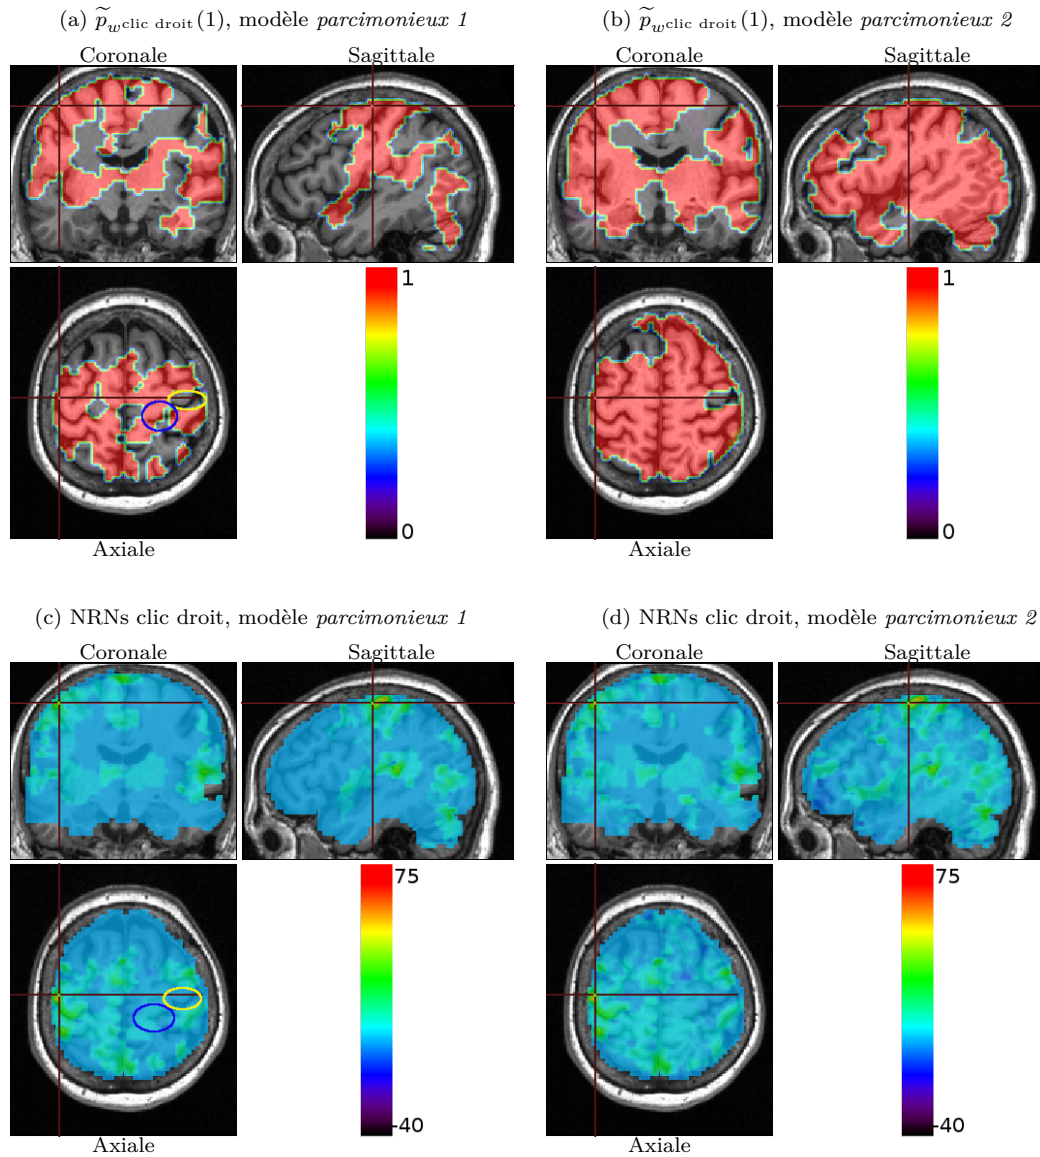 (a) p̃_{w^{clic droit}}(1), modèle parcimonieux 1
(b) p̃_{w^{clic droit}}(1), modèle parcimonieux 2
Coronale
Sagittale
Coronale
Sagittale
1
0
Axiale
1
0
Axiale
(c) NRNs clic droit, modèle parcimonieux 1
(d) NRNs clic droit, modèle parcimonieux 2
Coronale
Sagittale
Coronale
Sagittale
75
-40
Axiale
75
-40
Axiale